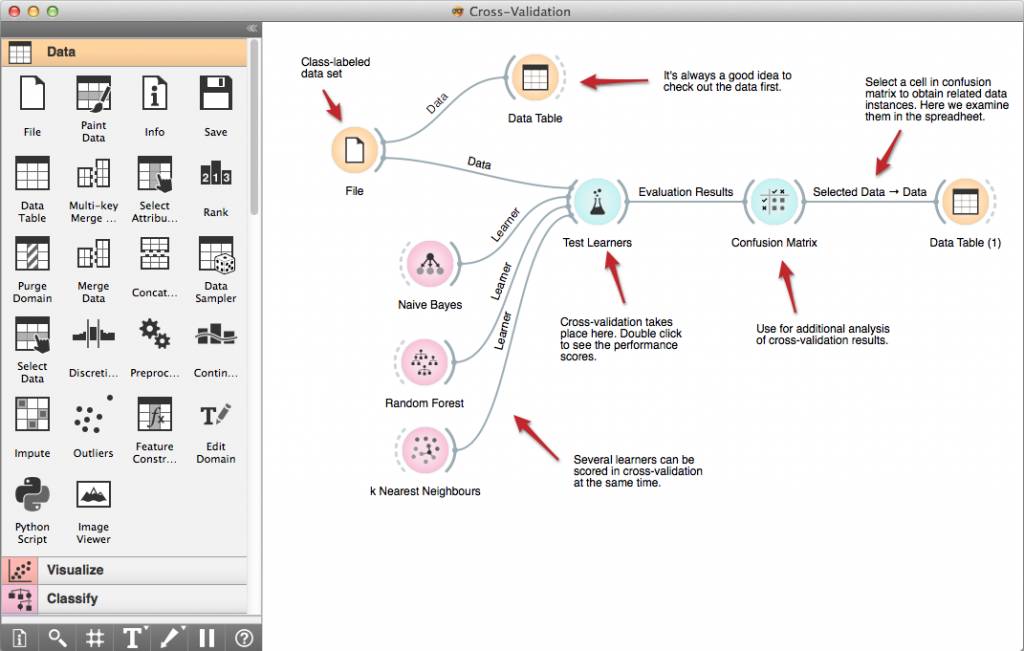 Cross-Validation
Data
File
Paint
Data
Info
Save
Data
Table
Multi-key
Merge ...
Select
Attribu...
Rank
Purge
Domain
Merge
Data
Concat...
Data
Sampler
Select
Data
Discreti...
Preproc...
Contin...
Impute
Outliers
Feature
Constr...
Edit
Domain
Python
Script
Image
Viewer
Visualize
Classify
Class-labeled
data set
File
Data
Data Table
It's always a good idea to
check out the data first.
Data
Select a cell in confusion
matrix to obtain related data
instances. Here we examine
them in the spreadheet.
Test Learners
Evaluation Results
Confusion Matrix
Selected Data → Data
Data Table (1)
Learner
Learner
Learner
Naive Bayes
Random Forest
k Nearest Neighbours
Cross-validation takes
place here. Double click
to see the performance
scores.
Use for additional analysis
of cross-validation results.
Several learners can be
scored in cross-validation
at the same time.